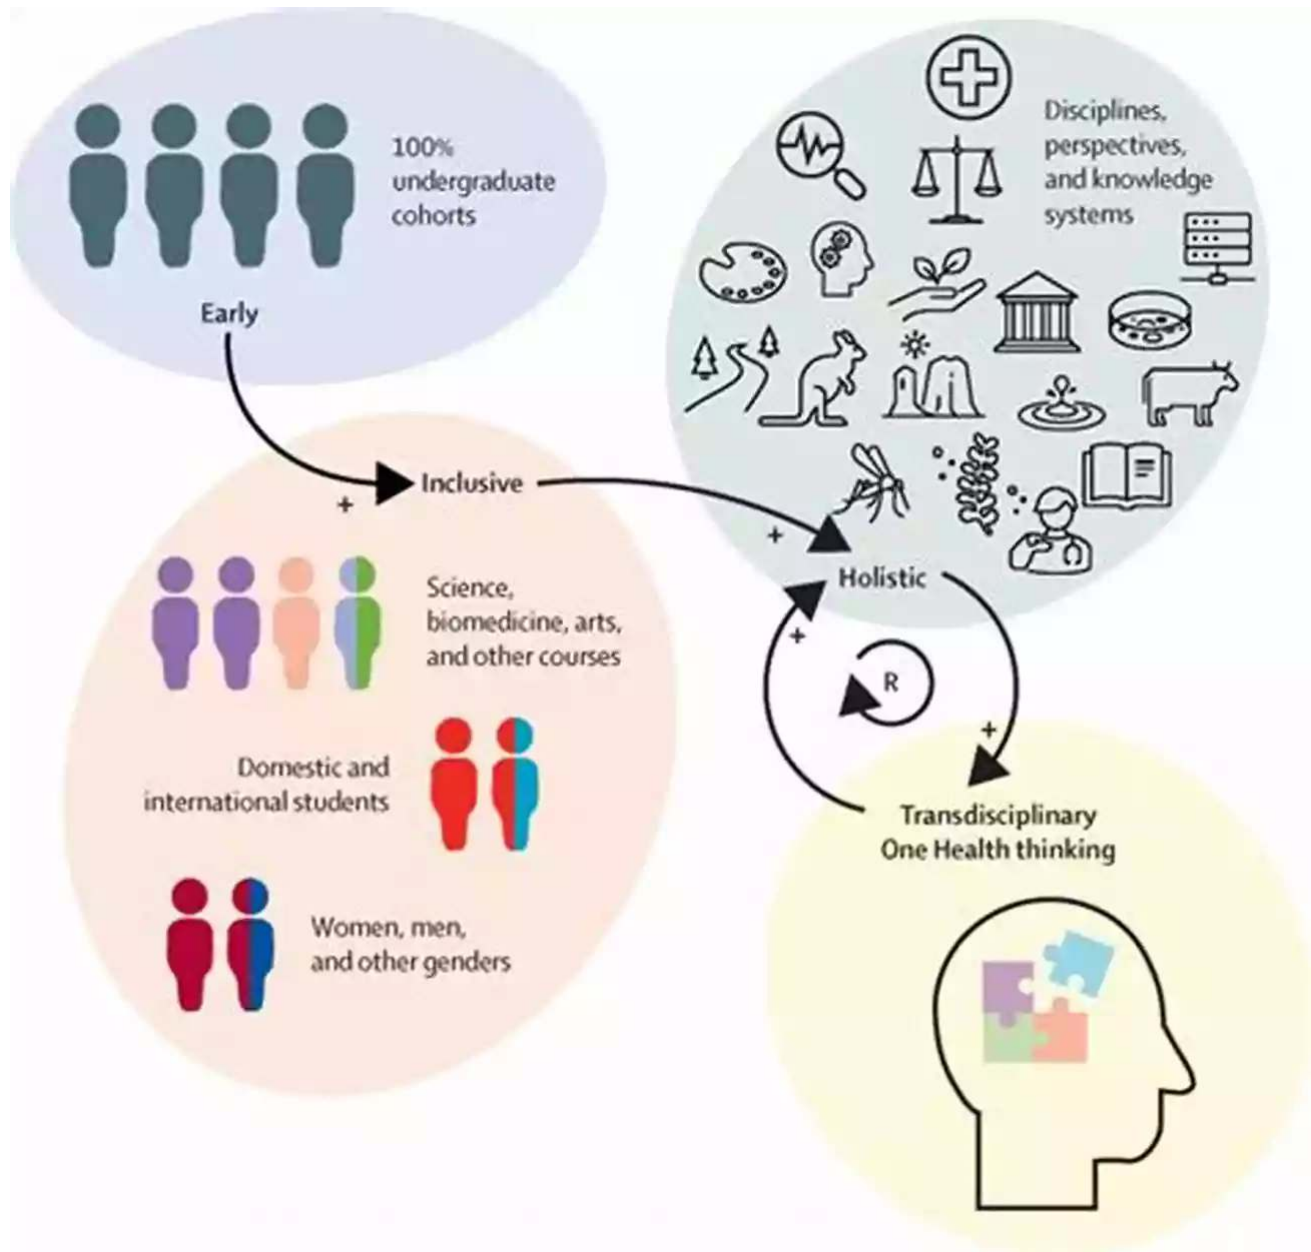 100%
undergraduate
cohorts
Early
Disciplines,
perspectives,
and knowledge
systems
+
Inclusive
+
Holistic
Science,
biomedicine, arts,
and other courses
Domestic and
international students
Women, men,
and other genders
+
R
+
Transdisciplinary
One Health thinking